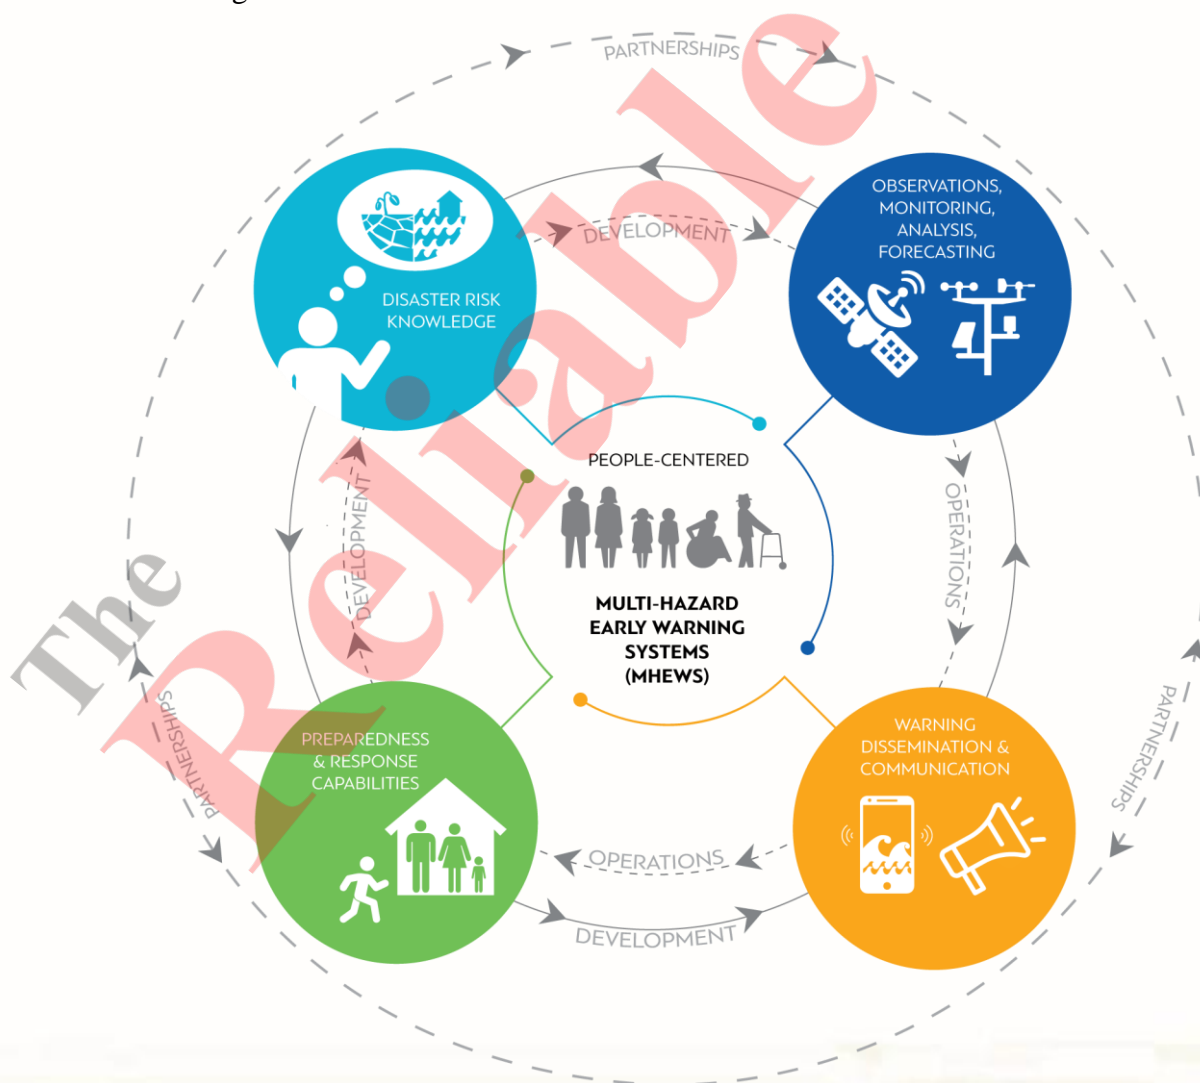 PARTNERSHIPS
The Reliable
DISASTER RISK
KNOWLEDGE
DEVELOPMENT
OBSERVATIONS,
MONITORING,
ANALYSIS,
FORECASTING
PEOPLE-CENTERED
MULTI-HAZARD
EARLY WARNING
SYSTEMS
(MHEWS)
DEVELOPMENT
OPERATIONS
PARTNERSHIPS
PARTNERSHIPS
PREPAREDNESS
& RESPONSE
CAPABILITIES
WARNING
DISSEMINATION &
COMMUNICATION
OPERATIONS
DEVELOPMENT